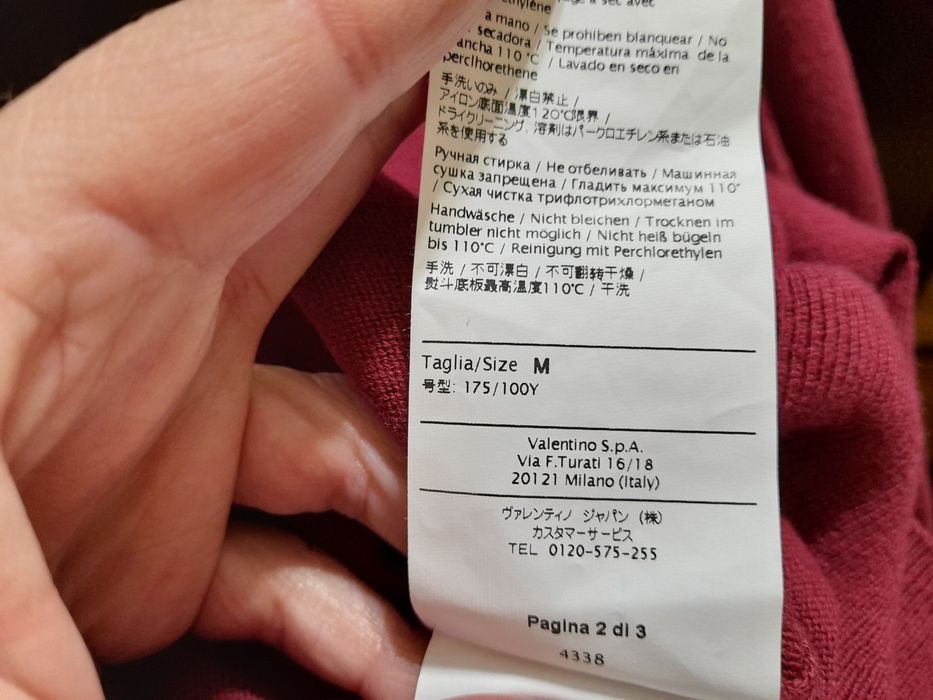 a mano / Se prohiben blanquear / No
secadora / Temperatura máxima de la
ancha 110 °C / Lavado en seco en
perclhorethene
手洗いのみ / 漂白禁止 /
アイロン底面温度120℃限界 /
ドライクリーニング、溶剤はパークロエチレン系または石油
系を使用する
Ручная стирка / Не отбеливать / Машинная
сушка запрещена / Гладить максимум 110°
/ Сухая чистка трифлотрихлорметаном
Handwäsche / Nicht bleichen / Trocknen im
tumbler nicht möglich / Nicht heiß bügeln
bis 110°C / Reinigung mit Perchlorethylen
手洗 / 不可漂白 / 不可翻转干燥 /
熨斗底板最高温度110℃ / 干洗
Taglia/Size M
号型: 175/100Y
Valentino S.p.A.
Via F.Turati 16/18
20121 Milano (Italy)
ヴァレンティノ ジャパン (株)
カスタマーサービス
TEL 0120-575-255
Pagina 2 di 3
4338